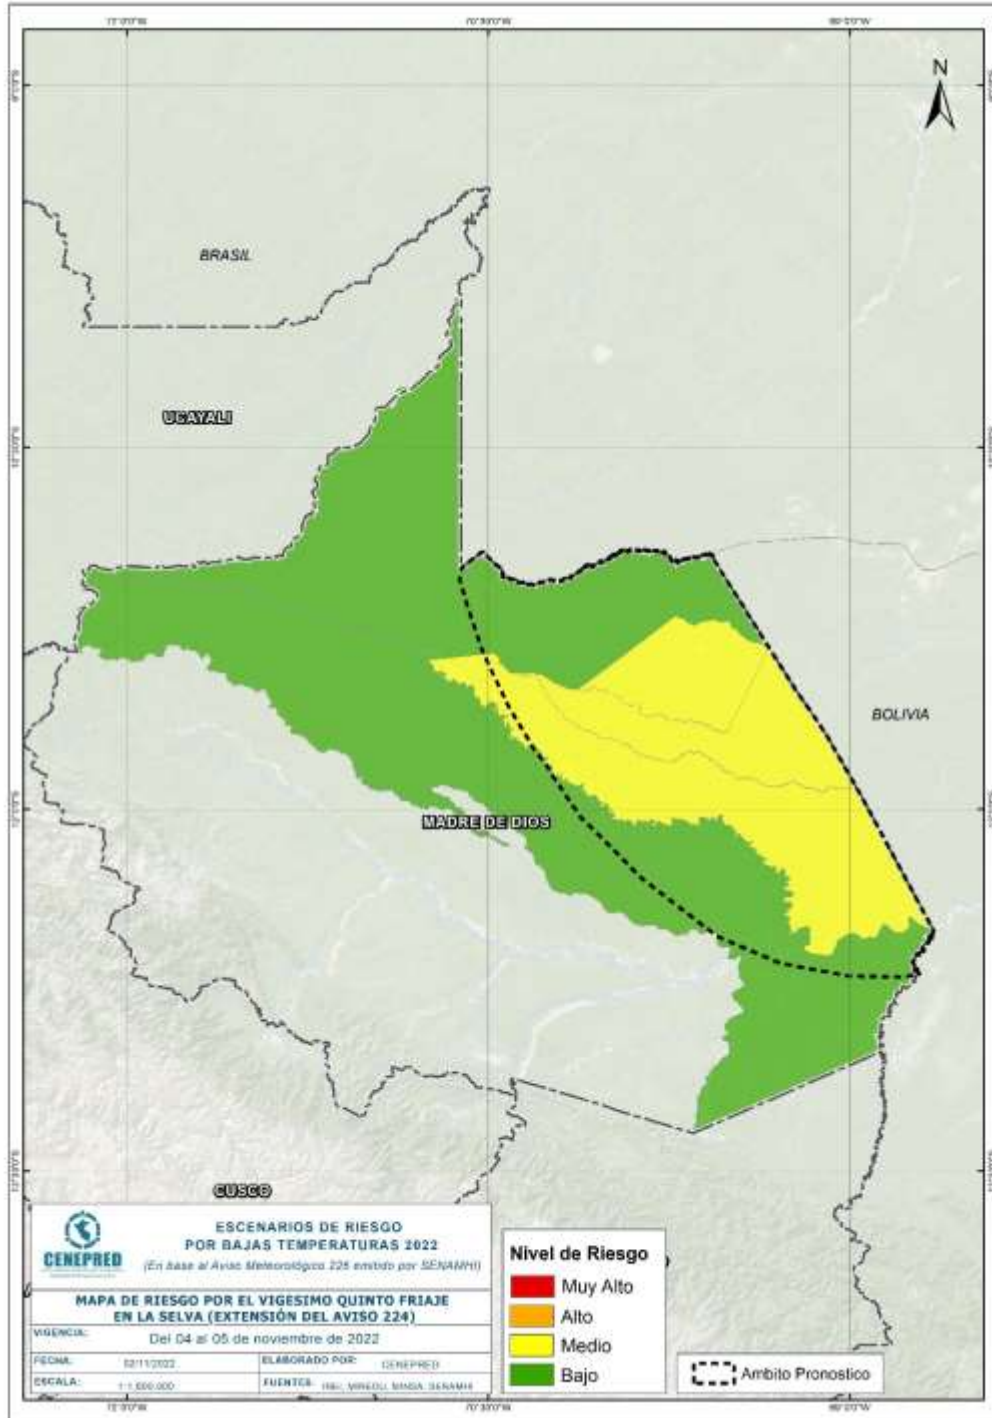 N
BRASIL
UCAYALI
BOLIVIA
MADRE DE DIOS
CUSCO
CENEPRED
ESCENARIOS DE RIESGO
POR BAJAS TEMPERATURAS 2022
(En base al Aviso Meteorológico 226 emitido por SENAMHI)
MAPA DE RIESGO POR EL VIGESIMO QUINTO FRIAJE
EN LA SELVA (EXTENSIÓN DEL AVISO 224)
VIGENCIA: Del 04 al 05 de noviembre de 2022
FECHA: 02/11/2022 ELABORADO POR: CENEPRED
ESCALA: FUENTES: SENAMHI
Nivel de Riesgo
Muy Alto
Alto
Medio
Bajo
Ambito Pronostico